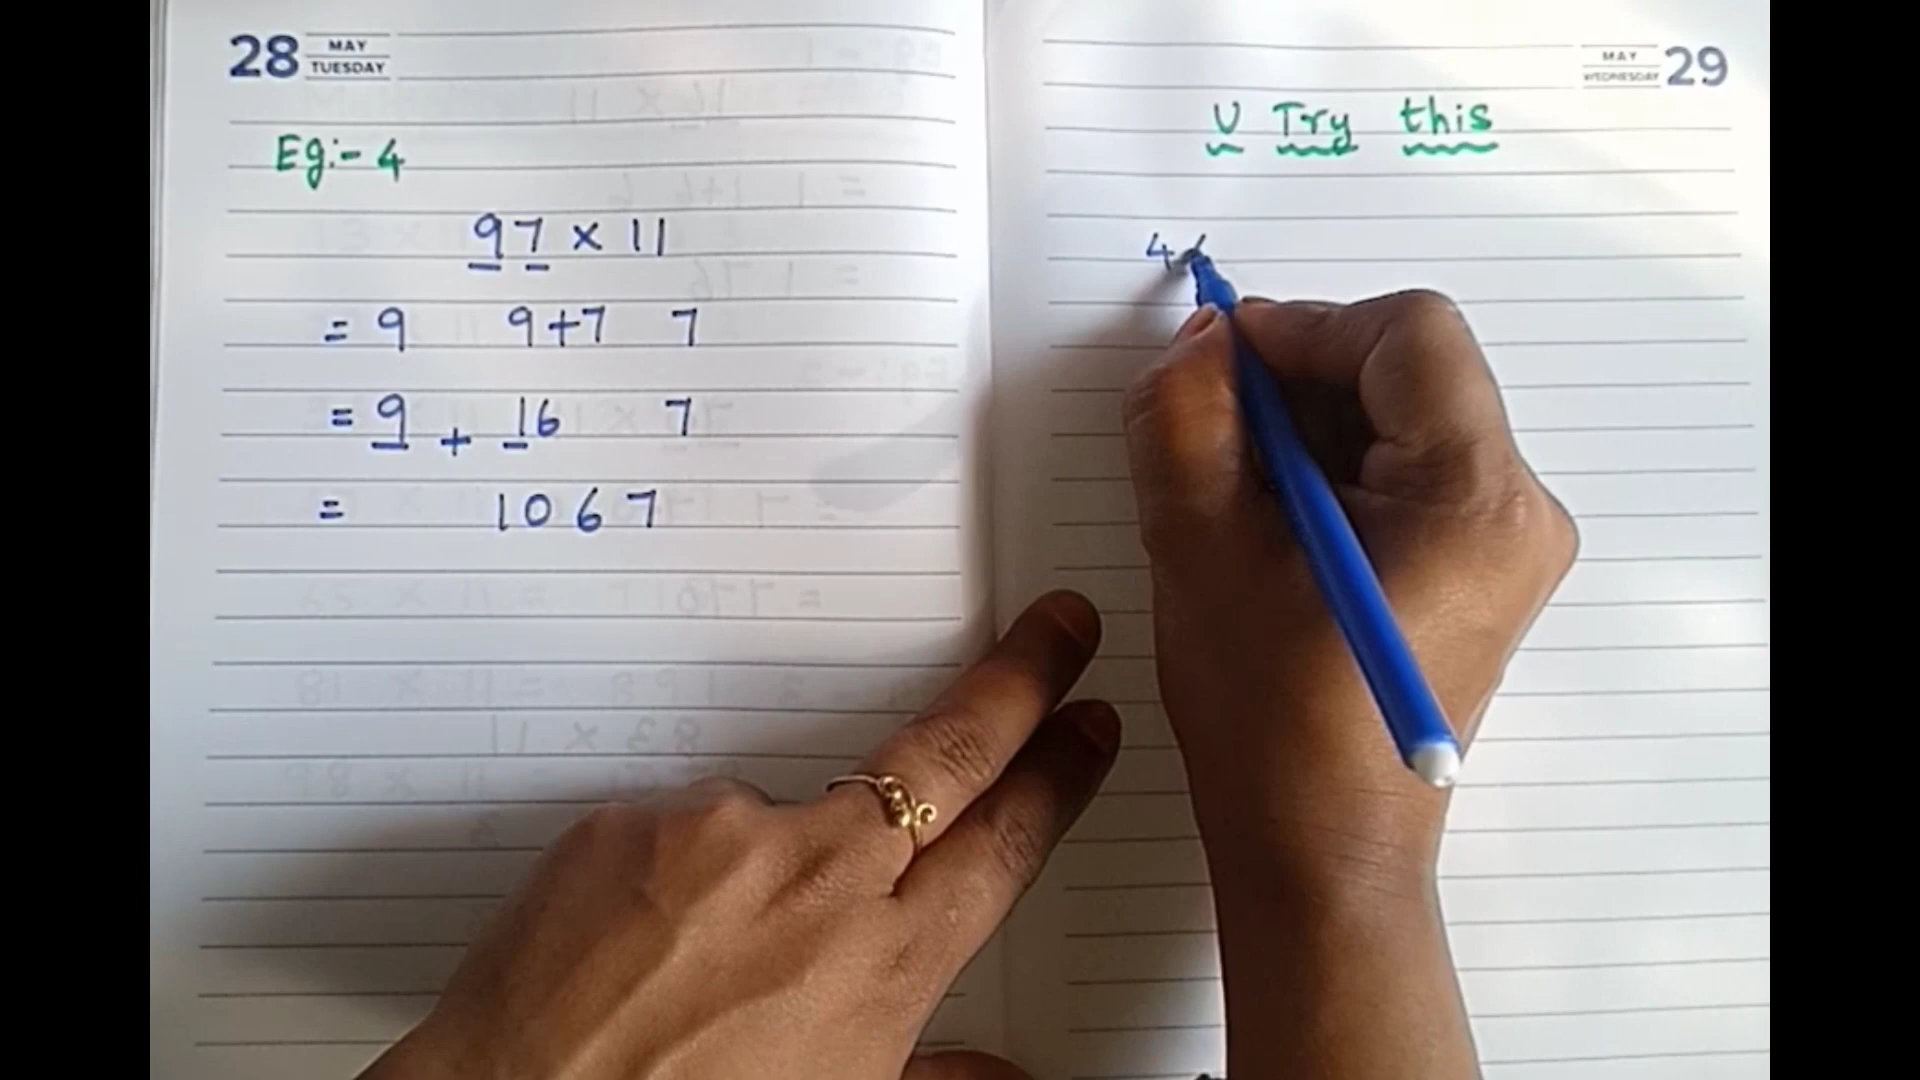 28 MAY
TUESDAY
Eg:- 4
97 × 11
= 9 9+7 7
= 9 + 16 7
= 1067
MAY
WEDNESDAY 29
U Try this
4